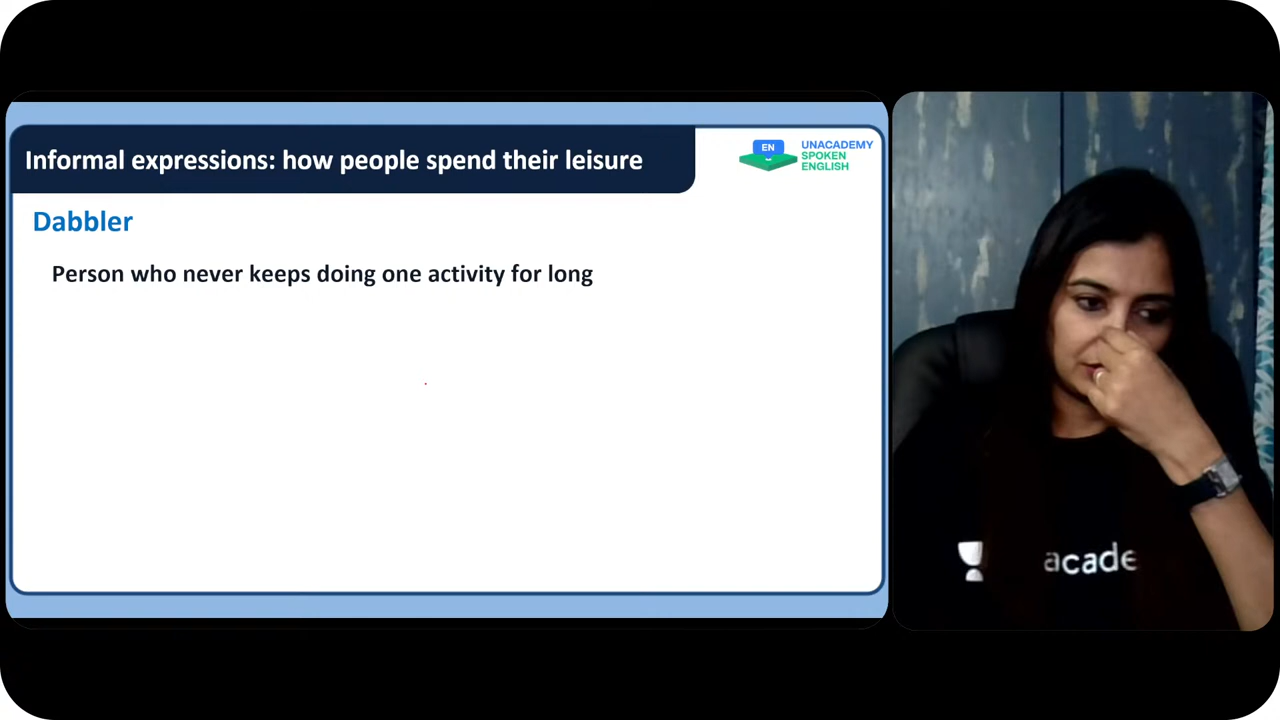 Informal expressions: how people spend their leisure
EN
UNACADEMY
SPOKEN
ENGLISH
Dabbler
Person who never keeps doing one activity for long
acade